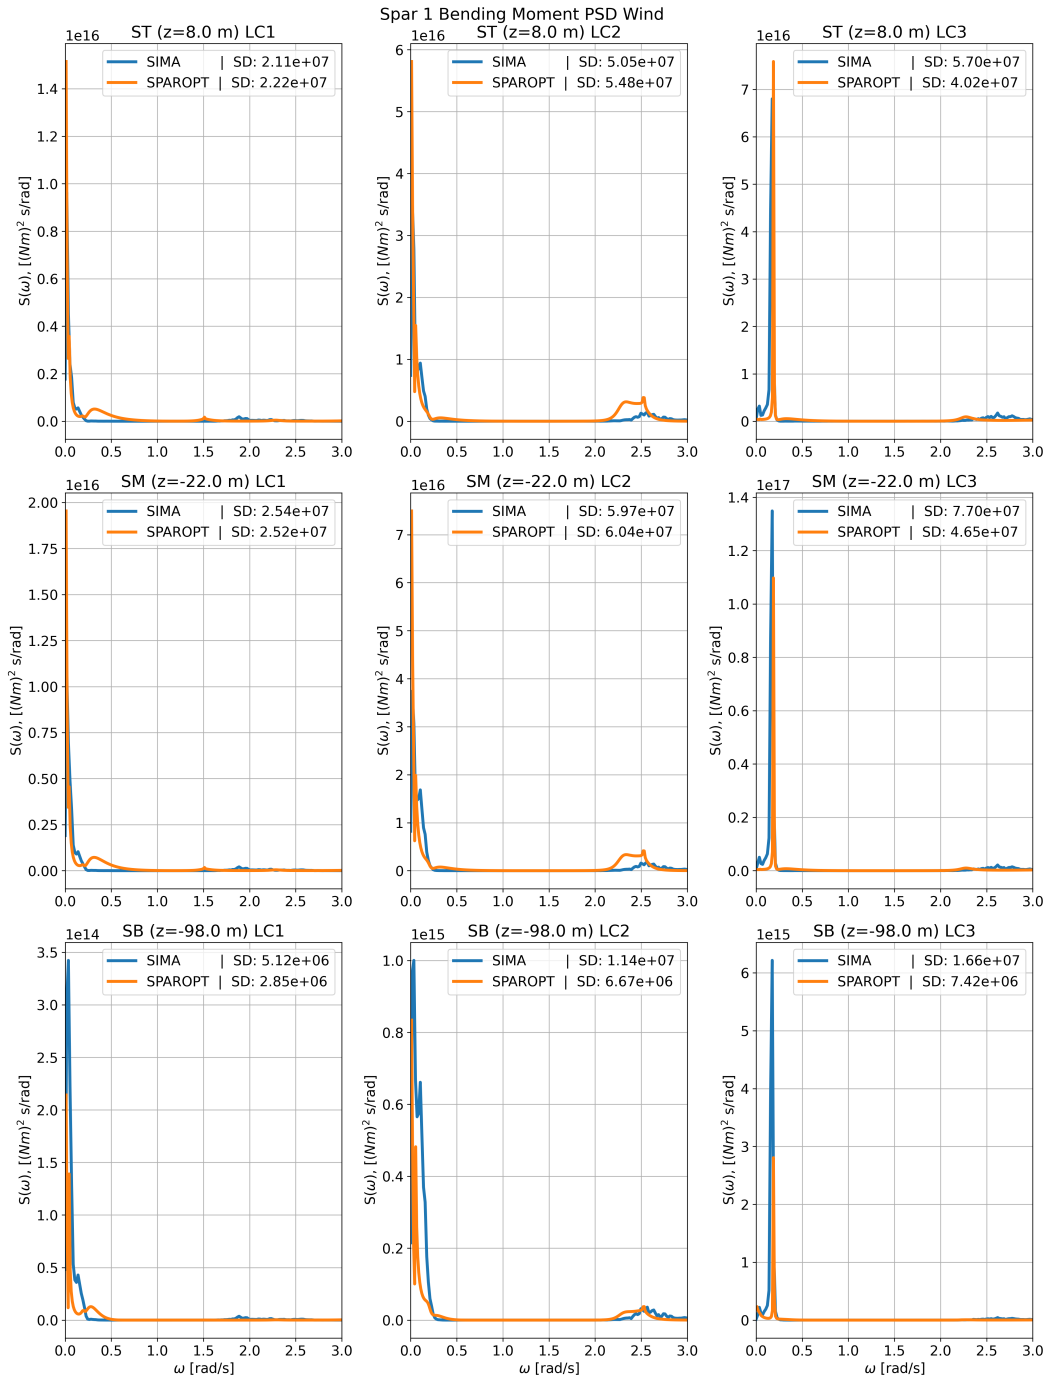 Spar 1 Bending Moment PSD Wind
ST (z=8.0 m) LC1
1e16
SIMA | SD: 2.11e+07
SPAROPT | SD: 2.22e+07
1.4
1.2
1.0
0.8
0.6
0.4
0.2
0.0
S(ω), [(Nm)² s/rad]
0.0 0.5 1.0 1.5 2.0 2.5 3.0
ST (z=8.0 m) LC2
1e16
SIMA | SD: 5.05e+07
SPAROPT | SD: 5.48e+07
6
5
4
3
2
1
0
S(ω), [(Nm)² s/rad]
0.0 0.5 1.0 1.5 2.0 2.5 3.0
ST (z=8.0 m) LC3
1e16
SIMA | SD: 5.70e+07
SPAROPT | SD: 4.02e+07
7
6
5
4
3
2
1
0
S(ω), [(Nm)² s/rad]
0.0 0.5 1.0 1.5 2.0 2.5 3.0
SM (z=-22.0 m) LC1
1e16
SIMA | SD: 2.54e+07
SPAROPT | SD: 2.52e+07
2.00
1.75
1.50
1.25
1.00
0.75
0.50
0.25
0.00
S(ω), [(Nm)² s/rad]
0.0 0.5 1.0 1.5 2.0 2.5 3.0
SM (z=-22.0 m) LC2
1e16
SIMA | SD: 5.97e+07
SPAROPT | SD: 6.04e+07
7
6
5
4
3
2
1
0
S(ω), [(Nm)² s/rad]
0.0 0.5 1.0 1.5 2.0 2.5 3.0
SM (z=-22.0 m) LC3
1e17
SIMA | SD: 7.70e+07
SPAROPT | SD: 4.65e+07
1.4
1.2
1.0
0.8
0.6
0.4
0.2
0.0
S(ω), [(Nm)² s/rad]
0.0 0.5 1.0 1.5 2.0 2.5 3.0
SB (z=-98.0 m) LC1
1e14
SIMA | SD: 5.12e+06
SPAROPT | SD: 2.85e+06
3.5
3.0
2.5
2.0
1.5
1.0
0.5
0.0
S(ω), [(Nm)² s/rad]
0.0 0.5 1.0 1.5 2.0 2.5 3.0
ω [rad/s]
SB (z=-98.0 m) LC2
1e15
SIMA | SD: 1.14e+07
SPAROPT | SD: 6.67e+06
1.0
0.8
0.6
0.4
0.2
0.0
S(ω), [(Nm)² s/rad]
0.0 0.5 1.0 1.5 2.0 2.5 3.0
ω [rad/s]
SB (z=-98.0 m) LC3
1e15
SIMA | SD: 1.66e+07
SPAROPT | SD: 7.42e+06
6
5
4
3
2
1
0
S(ω), [(Nm)² s/rad]
0.0 0.5 1.0 1.5 2.0 2.5 3.0
ω [rad/s]